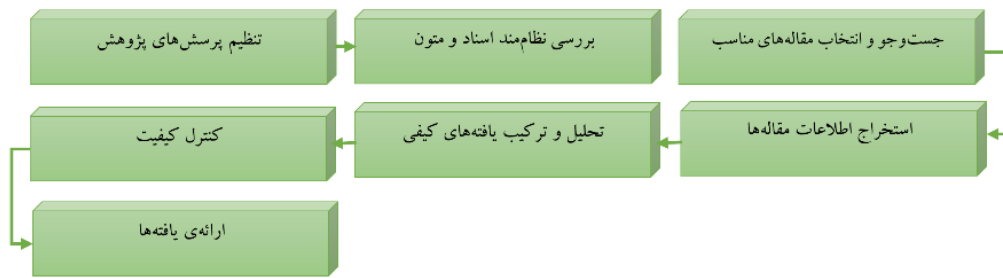 تنظیم پرسش‌های پژوهش
بررسی نظام‌مند اسناد و متون
جست‌وجو و انتخاب مقاله‌های مناسب
استخراج اطلاعات مقاله‌ها
تحلیل و ترکیب یافته‌های کیفی
کنترل کیفیت
ارائه‌ی یافته‌ها